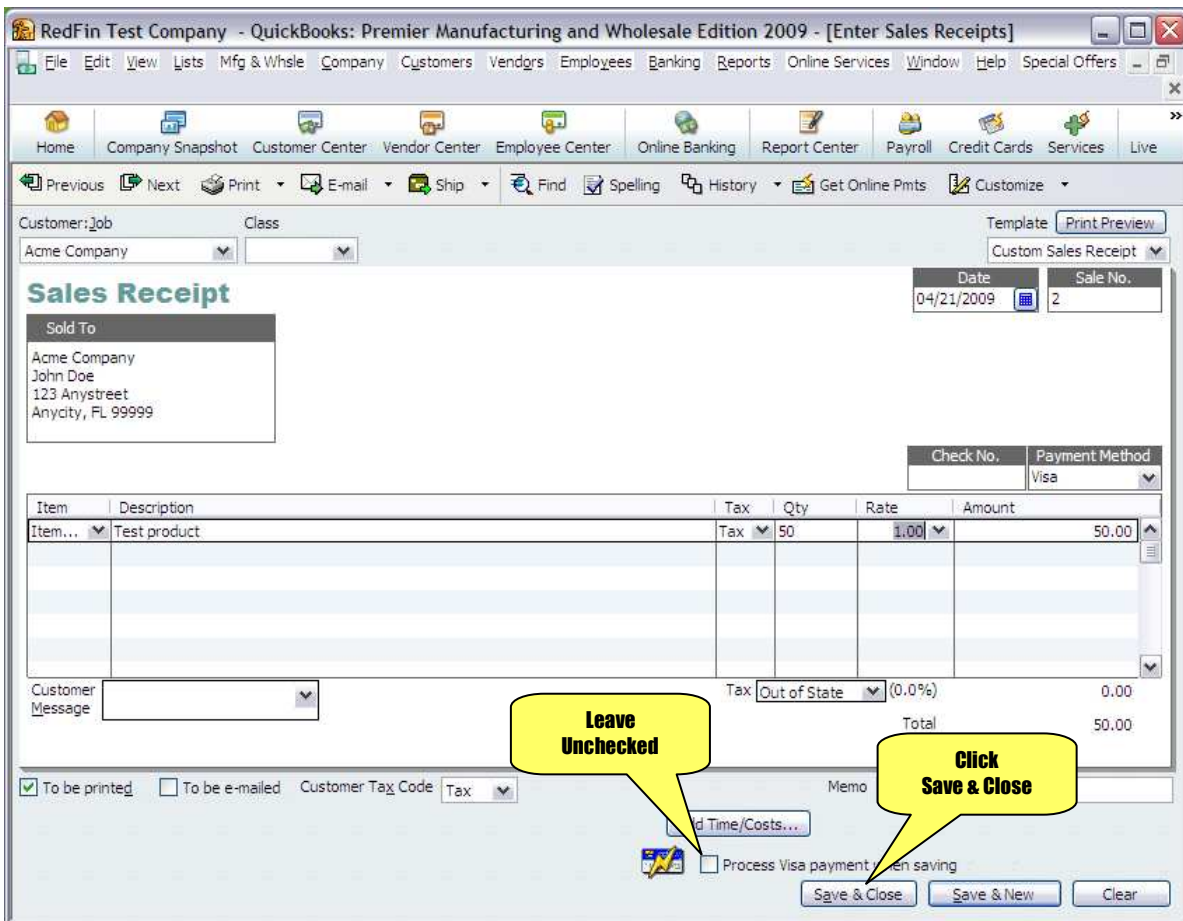 RedFin Test Company - QuickBooks: Premier Manufacturing and Wholesale Edition 2009 - [Enter Sales Receipts]
File Edit View Lists Mfg & Whsle Company Customers Vendors Employees Banking Reports Online Services Window Help Special Offers
Home Company Snapshot Customer Center Vendor Center Employee Center Online Banking Report Center Payroll Credit Cards Services Live
Previous Next Print E-mail Ship Find Spelling History Get Online Pmts Customize
Customer:Job Class Template Print Preview
Acme Company Custom Sales Receipt
Sales Receipt
Date Sale No.
04/21/2009 2
Sold To
Acme Company
John Doe
123 Anystreet
Anycity, FL 99999
Check No. Payment Method
Visa
Item Description Tax Qty Rate Amount
Item... Test product Tax 50 1.00 50.00
Customer Message
Tax Out of State (0.0%) 0.00
Total 50.00
Leave
Unchecked
Click
Save & Close
To be printed To be e-mailed Customer Tax Code Tax Memo
Time/Costs...
Process Visa payment when saving
Save & Close Save & New Clear